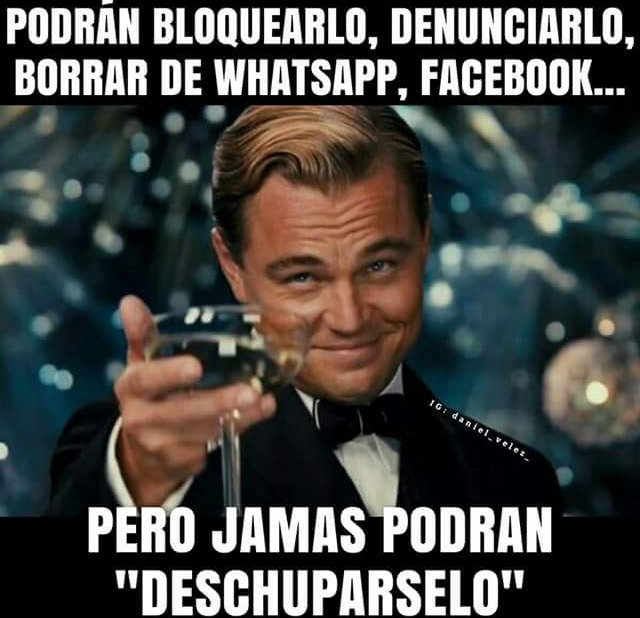 PODRÁN BLOQUEARLO, DENUNCIARLO,
BORRAR DE WHATSAPP, FACEBOOK...
IG: daniel_velez_
PERO JAMAS PODRAN
"DESCHUPARSELO"